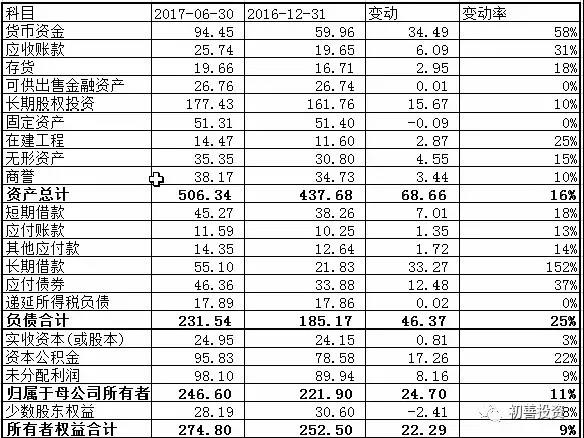 科目 2017-06-30 2016-12-31 变动 变动率
货币资金 94.45 59.96 34.49 58%
应收账款 25.74 19.65 6.09 31%
存货 19.66 16.71 2.95 18%
可供出售金融资产 26.76 26.74 0.01 0%
长期股权投资 177.43 161.76 15.67 10%
固定资产 51.31 51.40 -0.09 0%
在建工程 14.47 11.60 2.87 25%
无形资产 35.35 30.80 4.55 15%
商誉 38.17 34.73 3.44 10%
资产总计 506.34 437.68 68.66 16%
短期借款 45.27 38.26 7.01 18%
应付账款 11.59 10.25 1.35 13%
其他应付款 14.35 12.64 1.72 14%
长期借款 55.10 21.83 33.27 152%
应付债券 46.36 33.88 12.48 37%
递延所得税负债 17.89 17.86 0.02 0%
负债合计 231.54 185.17 46.37 25%
实收资本(或股本) 24.95 24.15 0.81 3%
资本公积金 95.83 78.58 17.26 22%
未分配利润 98.10 89.94 8.16 9%
归属于母公司所有者 246.60 221.90 24.70 11%
少数股东权益 28.19 30.60 -2.41 8%
初善投资
所有者权益合计 274.80 252.50 22.29 9%